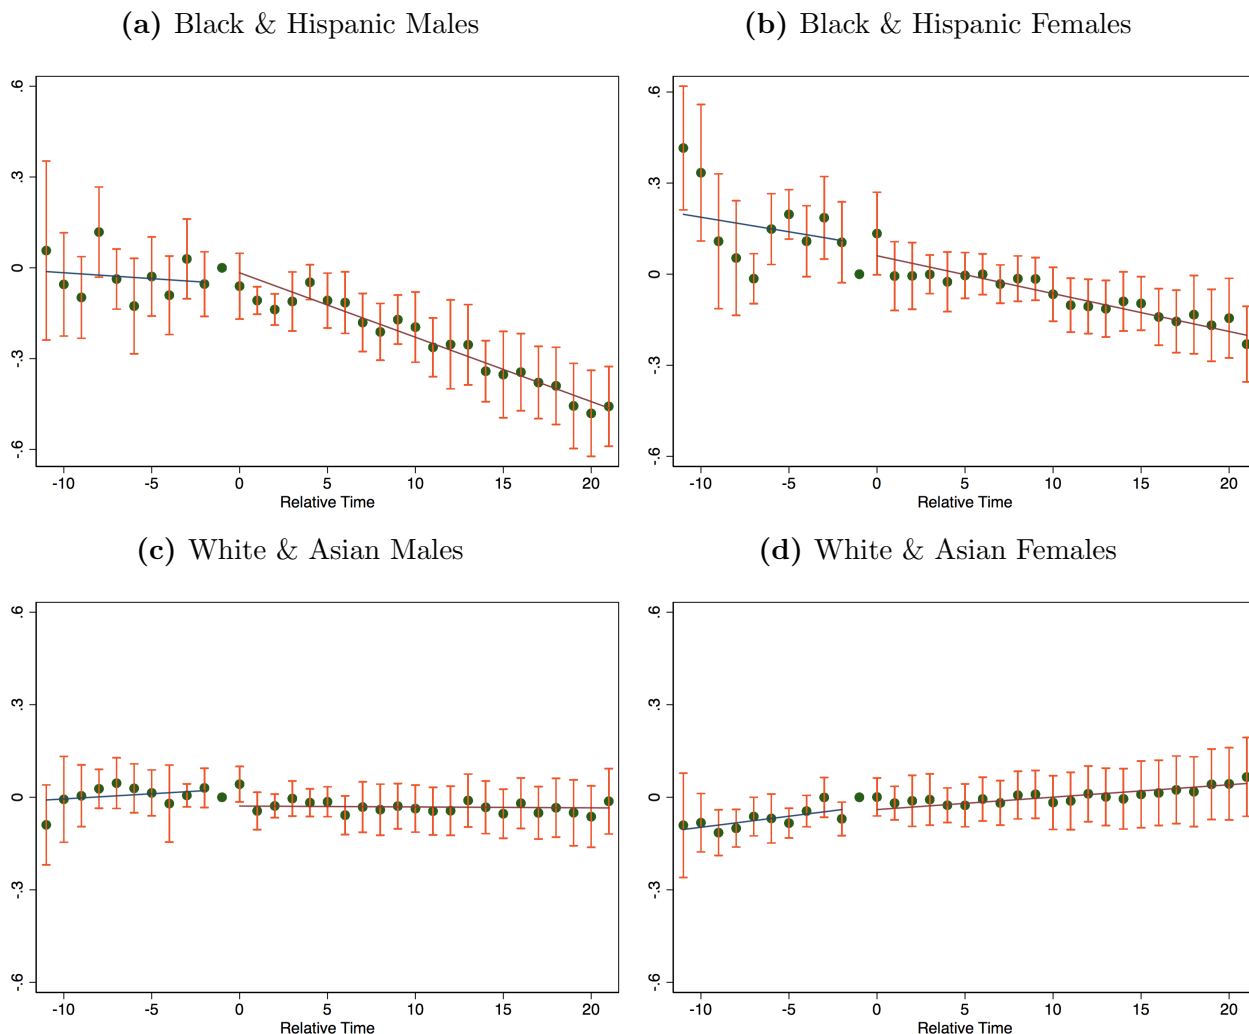 (a) Black & Hispanic Males
(b) Black & Hispanic Females
.6
.3
0
-.3
-.6
-10 -5 0 5 10 15 20
Relative Time
.6
.3
0
-.3
-.6
-10 -5 0 5 10 15 20
Relative Time
(c) White & Asian Males
(d) White & Asian Females
.6
.3
0
-.3
-.6
-10 -5 0 5 10 15 20
Relative Time
.6
.3
0
-.3
-.6
-10 -5 0 5 10 15 20
Relative Time